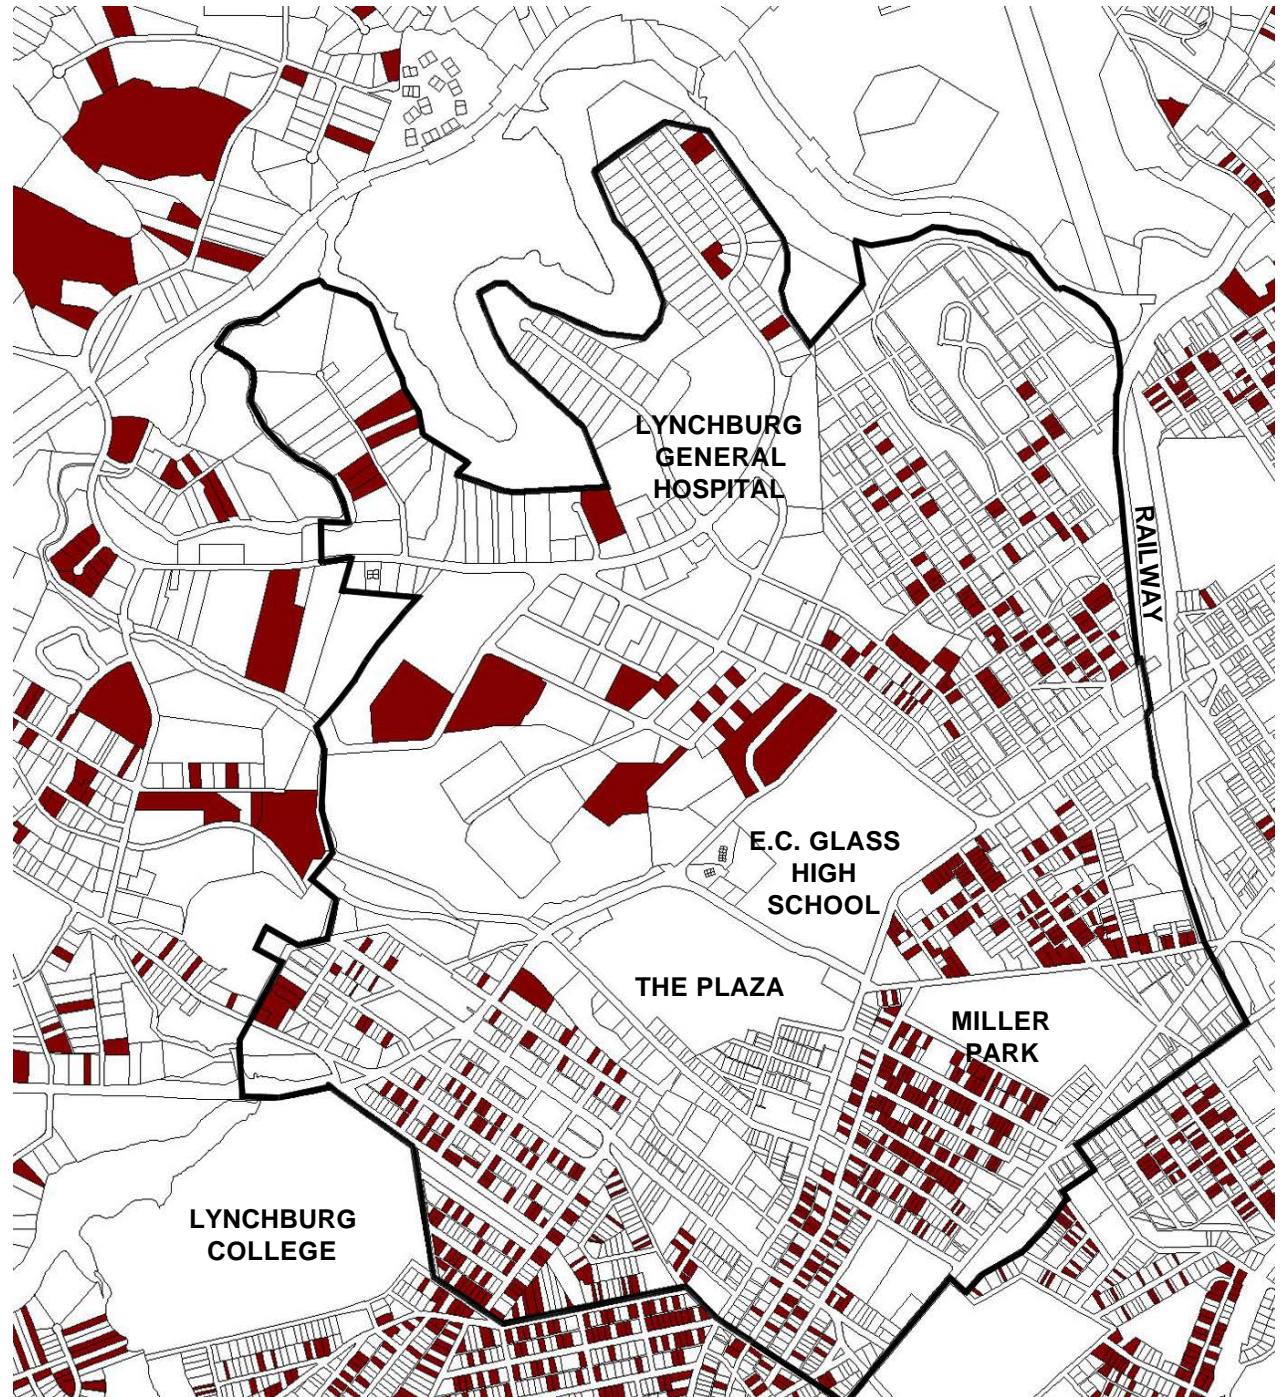 LYNCHBURG
GENERAL
HOSPITAL
RAILWAY
E.C. GLASS
HIGH
SCHOOL
THE PLAZA
MILLER
PARK
LYNCHBURG
COLLEGE